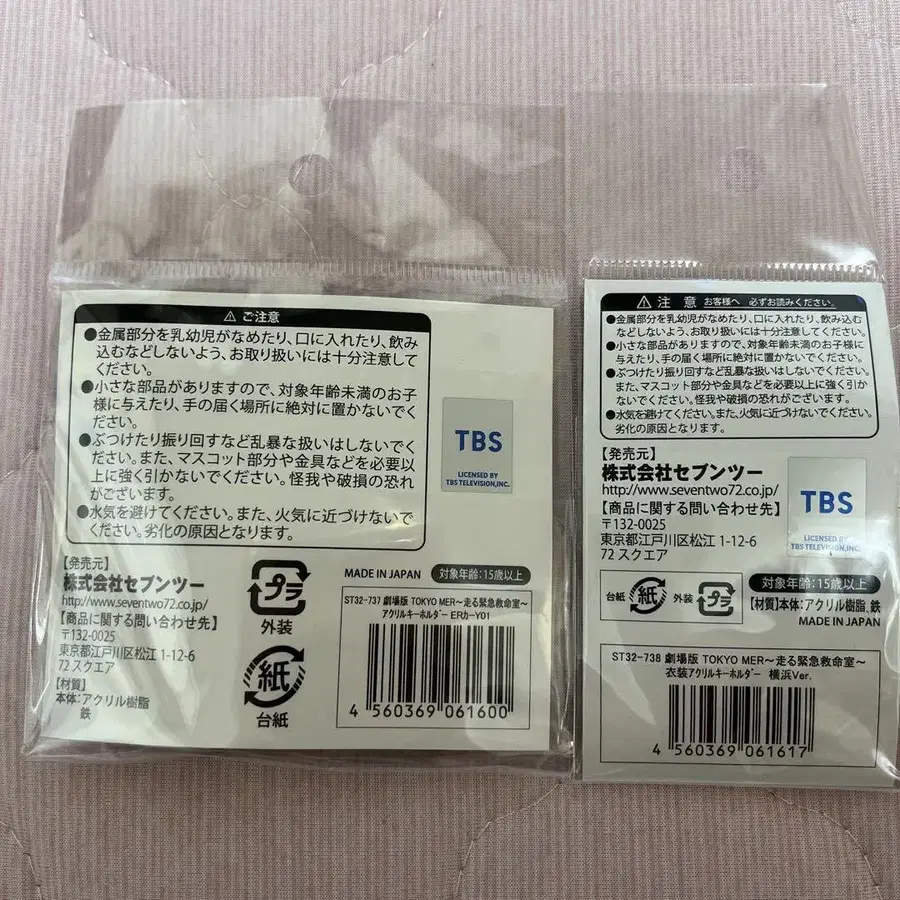 ⚠ ご注意
●金属部分を乳幼児がなめたり、口に入れたり、飲み
込むなどしないよう、お取り扱いには十分注意して
ください。
●小さな部品がありますので、対象年齢未満のお子
様に与えたり、手の届く場所に絶対に置かないでく
ださい。
●ぶつけたり振り回すなど乱暴な扱いはしないでく
ださい。また、マスコット部分や金具などを必要以
上に強く引かないでください。怪我や破損の恐れ
がございます。
●水気を避けてください。また、火気に近づけないで
ください。劣化の原因となります。
TBS
LICENSED BY
TBS TELEVISION,INC.
【発売元】
株式会社セブンツー
http://www.seventwo72.co.jp/
【商品に関する問い合わせ先】
〒132-0025
東京都江戸川区松江 1-12-6
72 スクエア
【材質】
本体:アクリル樹脂
鉄
プラ
外装
紙
台紙
MADE IN JAPAN
対象年齢:15歳以上
ST32-737 劇場版 TOKYO MER～走る緊急救命室～
アクリルキーホルダー ERカーY01
4 560369 061600
⚠ 注 意 お客様へ 必ずお読みください。
●金属部分を乳幼児がなめたり、口に入れたり、飲み込む
などしないよう、お取り扱いには十分注意してください。
●小さな部品がありますので、対象年齢未満のお子様に
与えたり、手の届く場所に絶対に置かないでください。
●ぶつけたり振り回すなど乱暴な扱いはしないでください。
また、マスコット部分や金具などを必要以上に強く引か
ないでください。怪我や破損の恐れがございます。
●水気を避けてください。また、火気に近づけないでください。
劣化の原因となります。
【発売元】
株式会社セブンツー
http://www.seventwo72.co.jp/
【商品に関する問い合わせ先】
〒132-0025
東京都江戸川区松江 1-12-6
72 スクエア
TBS
LICENSED BY
TBS TELEVISION,INC.
台紙 紙 外装 プラ
対象年齢:15歳以上
【材質】本体:アクリル樹脂、鉄
MADE IN JAPAN
ST32-738 劇場版 TOKYO MER～走る緊急救命室～
衣装アクリルキーホルダー 横浜Ver.
4 560369 061617